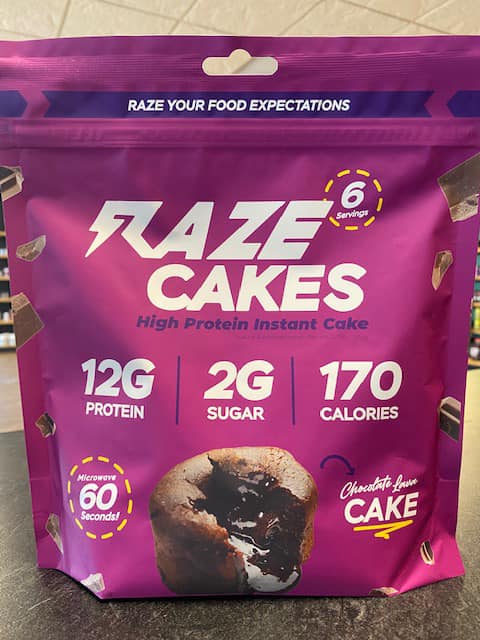 RAZE YOUR FOOD EXPECTATIONS
6
Servings
RAZE
CAKES
High Protein Instant Cake
12G
PROTEIN
2G
SUGAR
170
CALORIES
Microwave
60
Seconds!
Chocolate Lava
CAKE